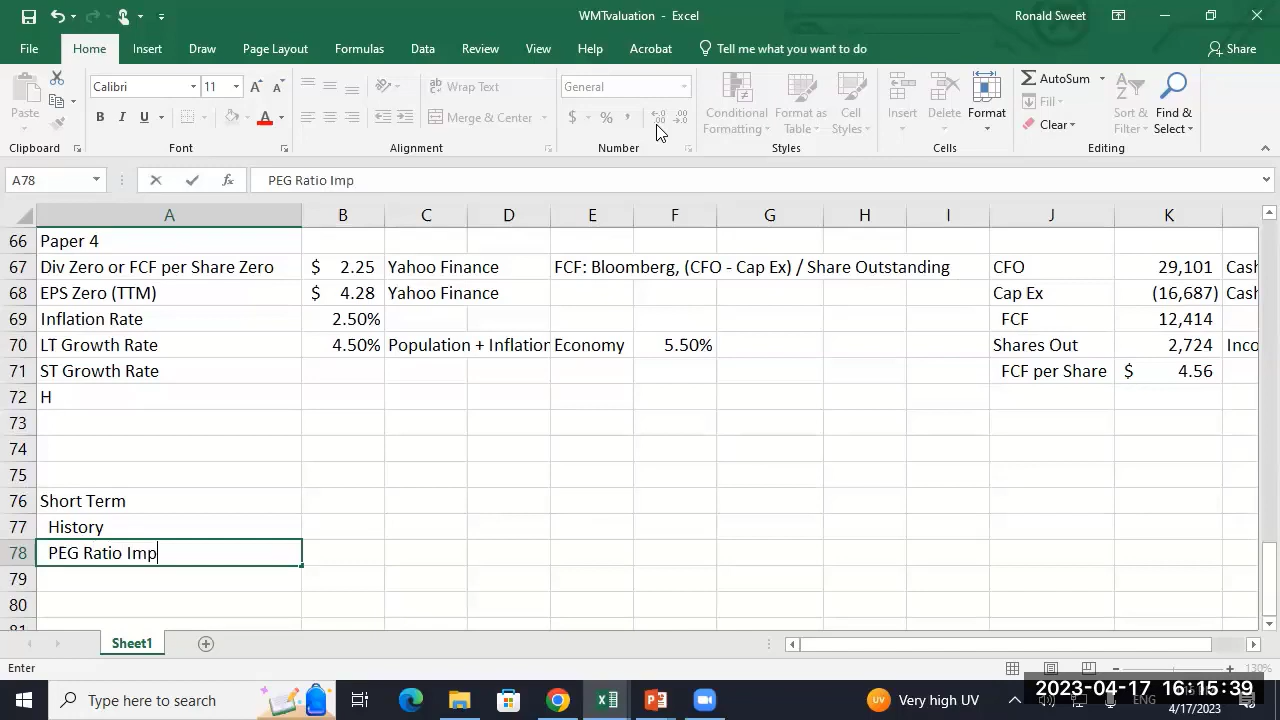 WMTvaluation - Excel
Ronald Sweet
File Home Insert Draw Page Layout Formulas Data Review View Help Acrobat Tell me what you want to do Share
Paste
Calibri 11
Wrap Text
General
Conditional Formatting
Format as Table
Cell Styles
Insert Delete Format
AutoSum
Fill
Clear
Sort & Filter
Find & Select
B I U
Merge & Center
$ % ,
Clipboard Font Alignment Number Styles Cells Editing
A78 fx PEG Ratio Imp
A B C D E F G H I J K
66 Paper 4
67 Div Zero or FCF per Share Zero $ 2.25 Yahoo Finance FCF: Bloomberg, (CFO - Cap Ex) / Share Outstanding CFO 29,101 Cash
68 EPS Zero (TTM) $ 4.28 Yahoo Finance Cap Ex (16,687) Cash
69 Inflation Rate 2.50% FCF 12,414
70 LT Growth Rate 4.50% Population + Inflation Economy 5.50% Shares Out 2,724 Inco
71 ST Growth Rate FCF per Share $ 4.56
72 H
73
74
75
76 Short Term
77 History
78 PEG Ratio Imp
79
80
81
Sheet1
Enter
130%
Type here to search
Very high UV
ENG
2023-04-17 16:15:39
4/17/2023